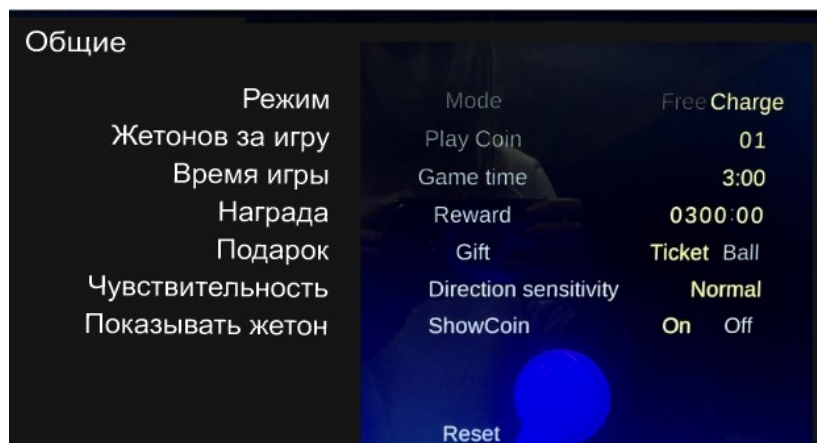 Общие
Режим Mode Free Charge
Жетонов за игру Play Coin 01
Время игры Game time 3:00
Награда Reward 0300:00
Подарок Gift Ticket Ball
Чувствительность Direction sensitivity Normal
Показывать жетон ShowCoin On Off
Reset